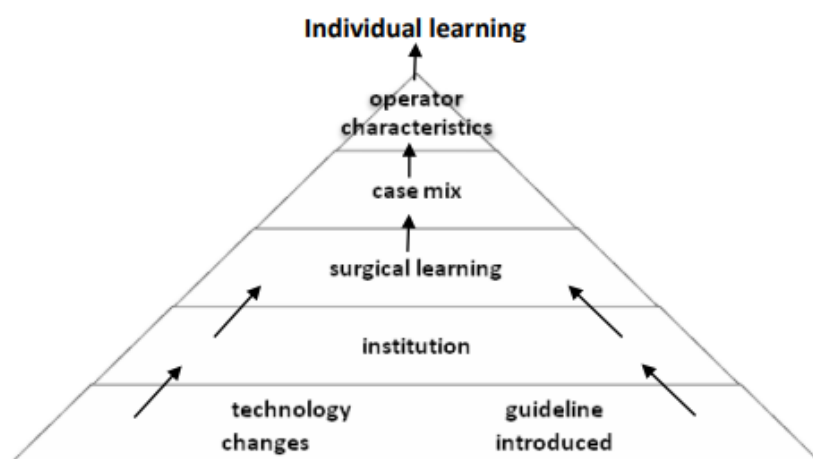 Individual learning
operator
characteristics
case mix
surgical learning
institution
technology
changes
guideline
introduced